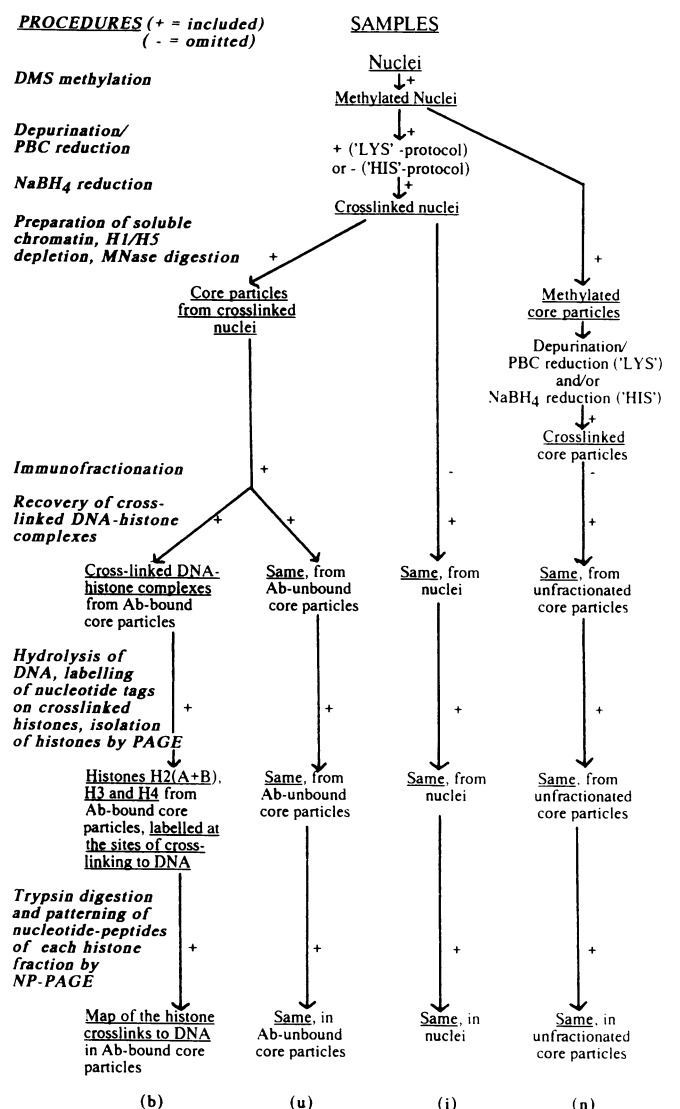 PROCEDURES (+ = included)
( - = omitted)
SAMPLES
Nuclei
DMS methylation
+
Methylated Nuclei
Depurination/
PBC reduction
+
+ ('LYS' -protocol)
or - ('HIS'-protocol)
NaBH4 reduction
+
Crosslinked nuclei
Preparation of soluble
chromatin, H1/H5
depletion, MNase digestion
+
+
Core particles
from crosslinked
nuclei
Methylated
core particles
Depurination/
PBC reduction ('LYS')
and/or
NaBH4 reduction ('HIS')
+
Crosslinked
core particles
Immunofractionation
+
-
-
Recovery of cross-
linked DNA-histone
complexes
+
+
+
+
Cross-linked DNA-
histone complexes
from Ab-bound
core particles
Same, from
Ab-unbound
core particles
Same, from
nuclei
Same, from
unfractionated
core particles
Hydrolysis of
DNA, labelling
of nucleotide tags
on crosslinked
histones, isolation
of histones by PAGE
+
+
+
+
Histones H2(A+B),
H3 and H4 from
Ab-bound core
particles, labelled at
the sites of cross-
linking to DNA
Same, from
Ab-unbound
core particles
Same, from
nuclei
Same, from
unfractionated
core particles
Trypsin digestion
and patterning of
nucleotide-peptides
of each histone
fraction by
NP-PAGE
+
+
+
+
Map of the histone
crosslinks to DNA
in Ab-bound core
particles
Same, in
Ab-unbound
core particles
Same, in
nuclei
Same, in
unfractionated
core particles
(b)
(u)
(i)
(n)